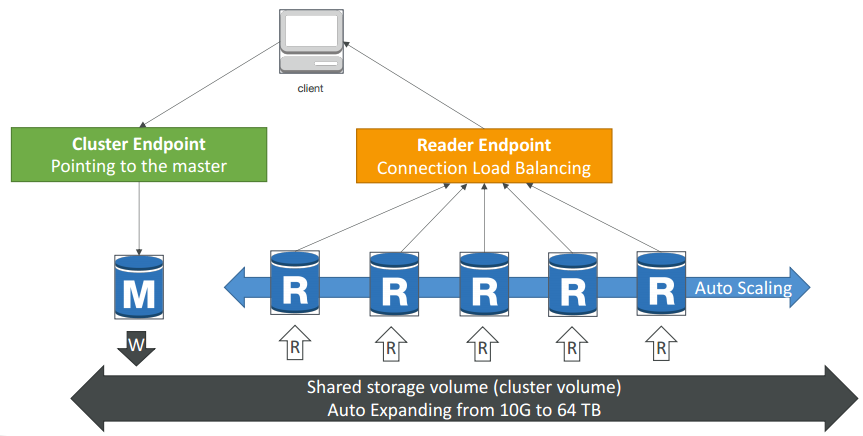 client
Cluster Endpoint
Pointing to the master
Reader Endpoint
Connection Load Balancing
M
R
R
R
R
R
Auto Scaling
W
R
R
R
R
R
Shared storage volume (cluster volume)
Auto Expanding from 10G to 64 TB